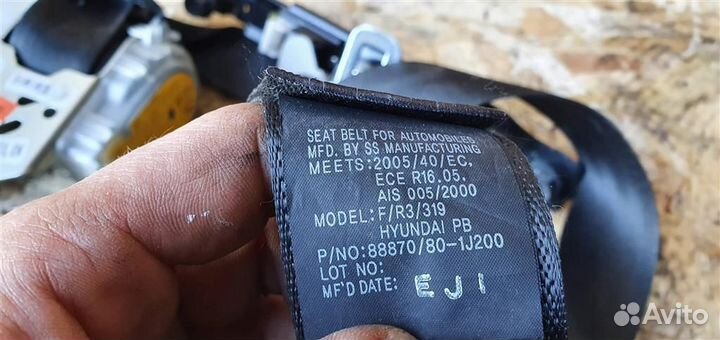 SEAT BELT FOR AUTOMOBILES
MFD. BY SS MANUFACTURING
MEETS:2005/40/EC,
ECE R16.05.
AIS 005/2000
MODEL: F/R3/319
HYUNDAI PB
P/NO:88870/80-1J200
LOT NO:
MF'D DATE: EJI
Avito